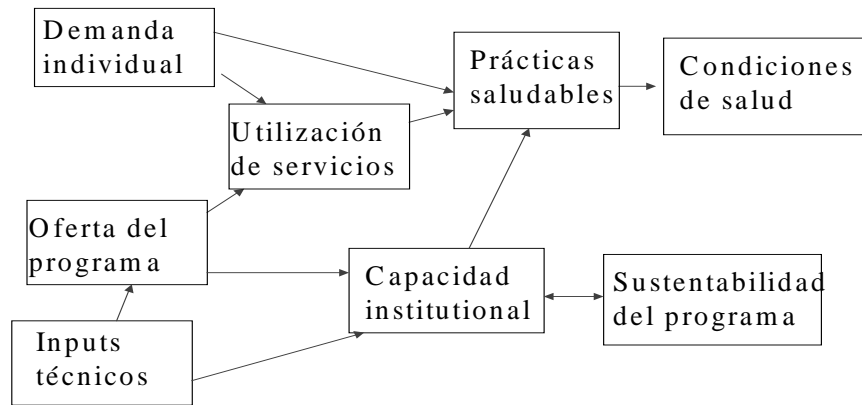 Demanda
individual
Prácticas
saludables
Condiciones
de salud
Utilización
de servicios
Oferta del
programa
Capacidad
institutional
Sustentabilidad
del programa
Inputs
técnicos